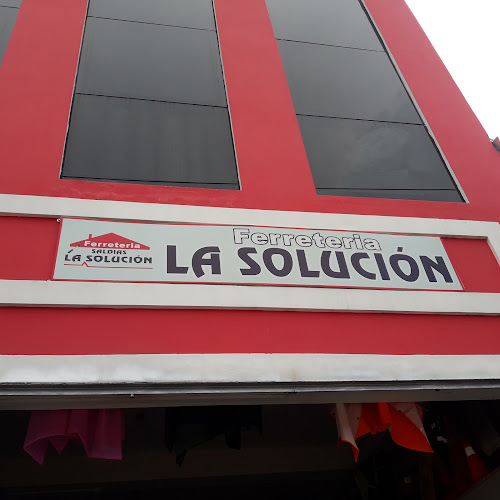 Ferreteria
SALDIAS
LA SOLUCIÓN
Ferreteria
LA SOLUCIÓN